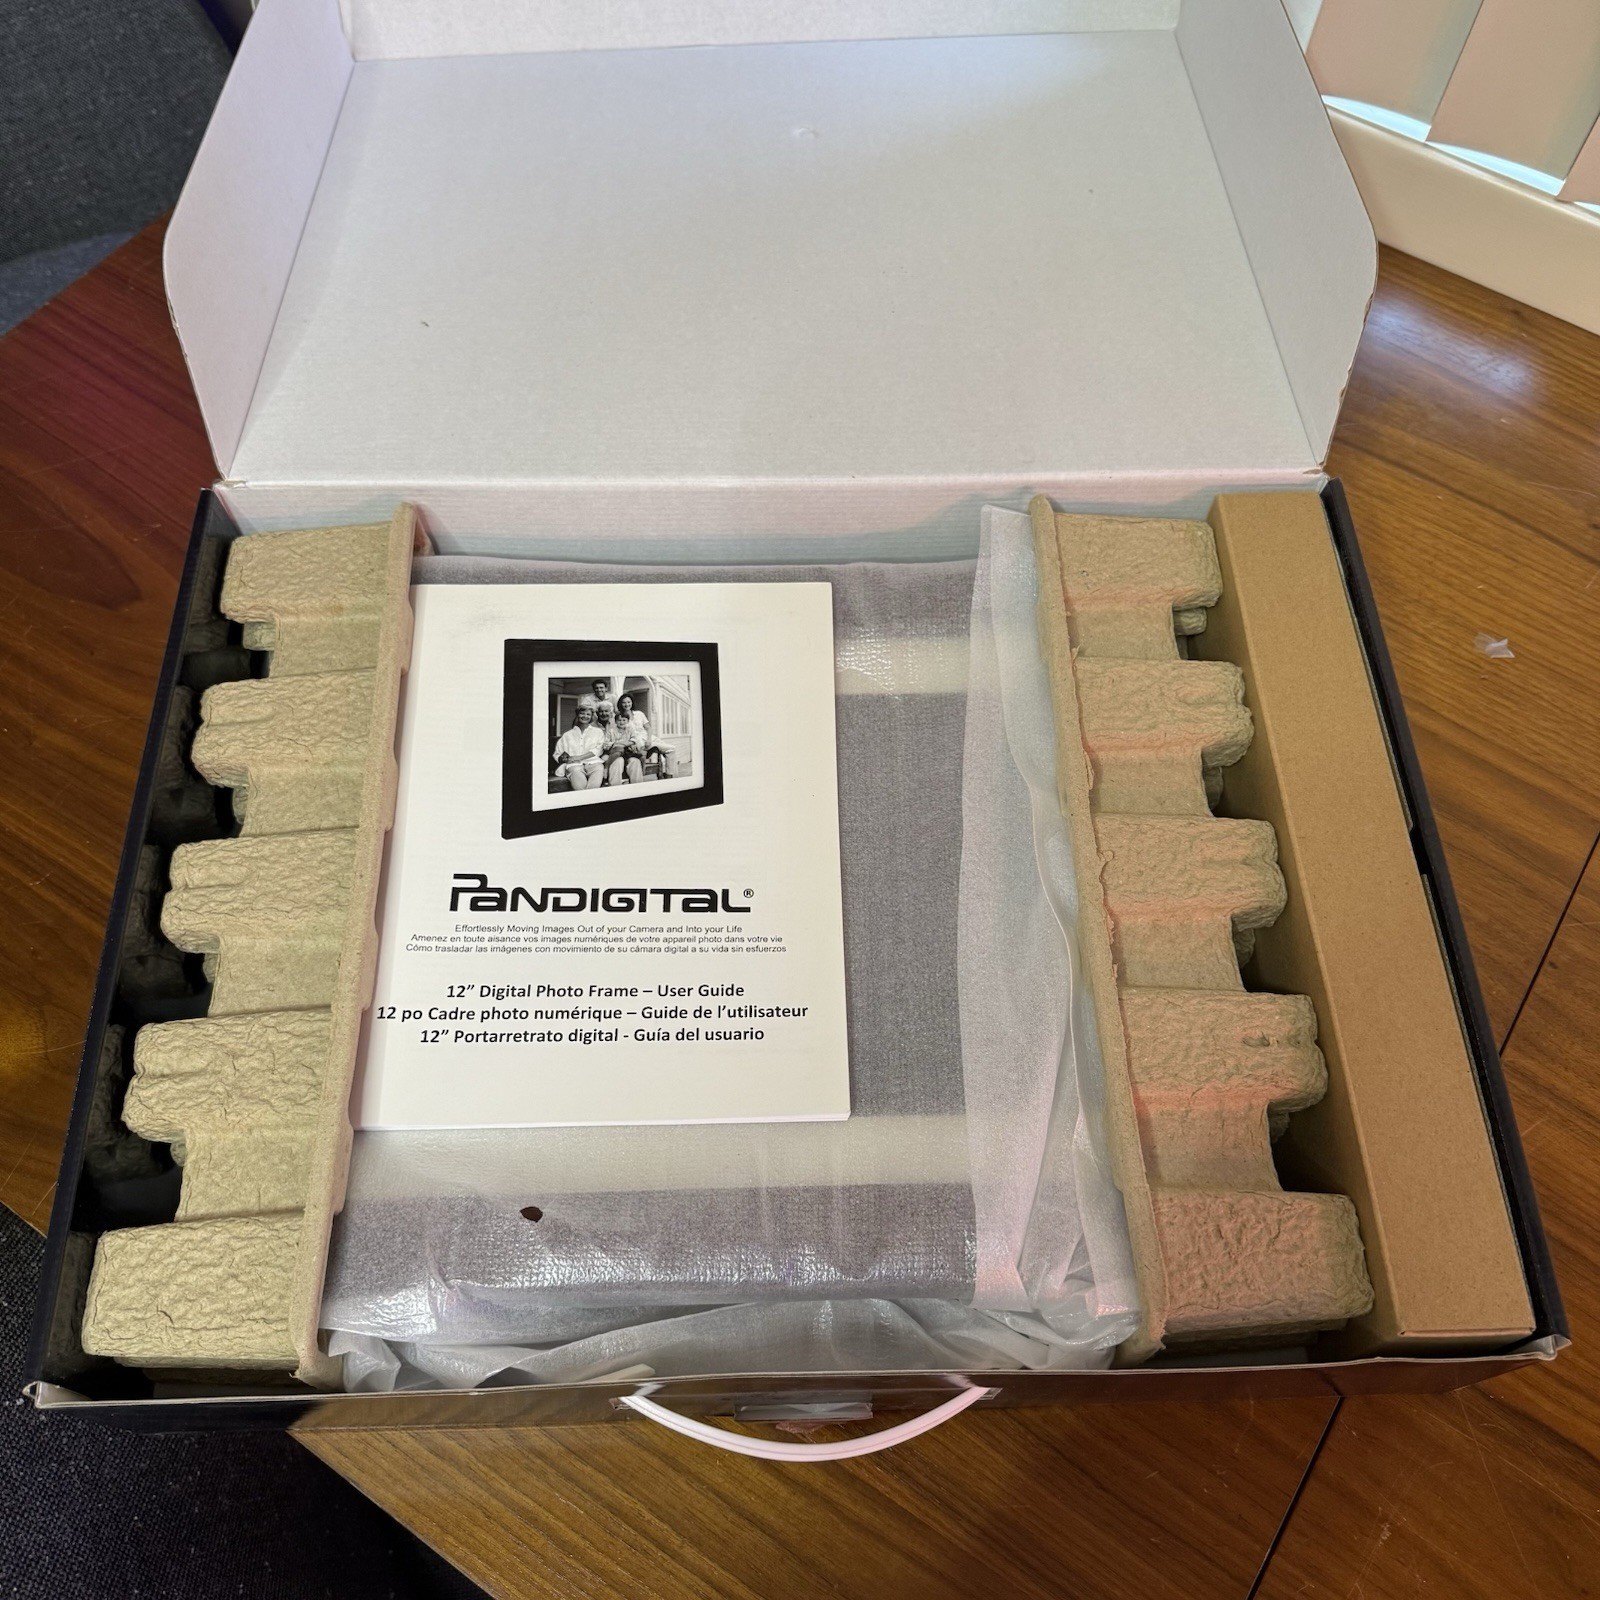 PANDIGITAL®
Effortlessly Moving Images Out of your Camera and Into your Life
Amenez en toute aisance vos images numériques de votre appareil photo dans votre vie
Cómo trasladar las imágenes con movimiento de su cámara digital a su vida sin esfuerzos
12” Digital Photo Frame – User Guide
12 po Cadre photo numérique – Guide de l’utilisateur
12” Portarretrato digital - Guía del usuario